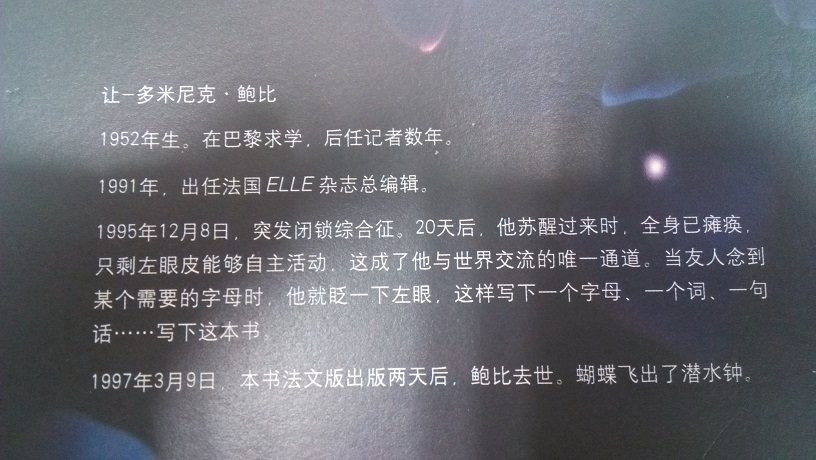 让－多米尼克·鲍比
1952年生。在巴黎求学，后任记者数年。
1991年，出任法国ELLE杂志总编辑。
1995年12月8日，突发闭锁综合征。20天后，他苏醒过来时，全身已瘫痪，
只剩左眼皮能够自主活动，这成了他与世界交流的唯一通道。当友人念到
某个需要的字母时，他就眨一下左眼，这样写下一个字母、一个词、一句
话……写下这本书。
1997年3月9日，本书法文版出版两天后，鲍比去世。蝴蝶飞出了潜水钟。